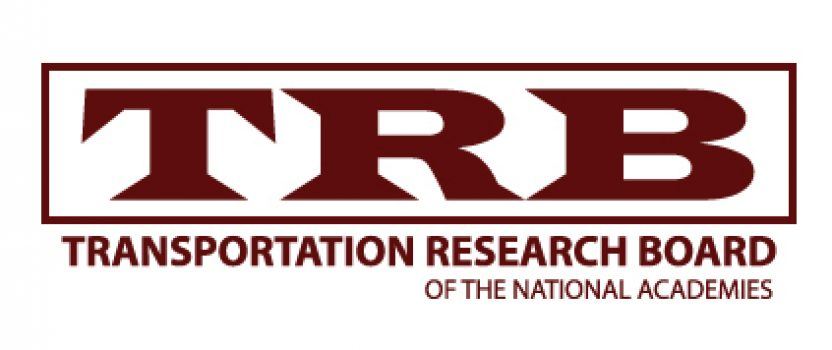 TRB
TRANSPORTATION RESEARCH BOARD
OF THE NATIONAL ACADEMIES